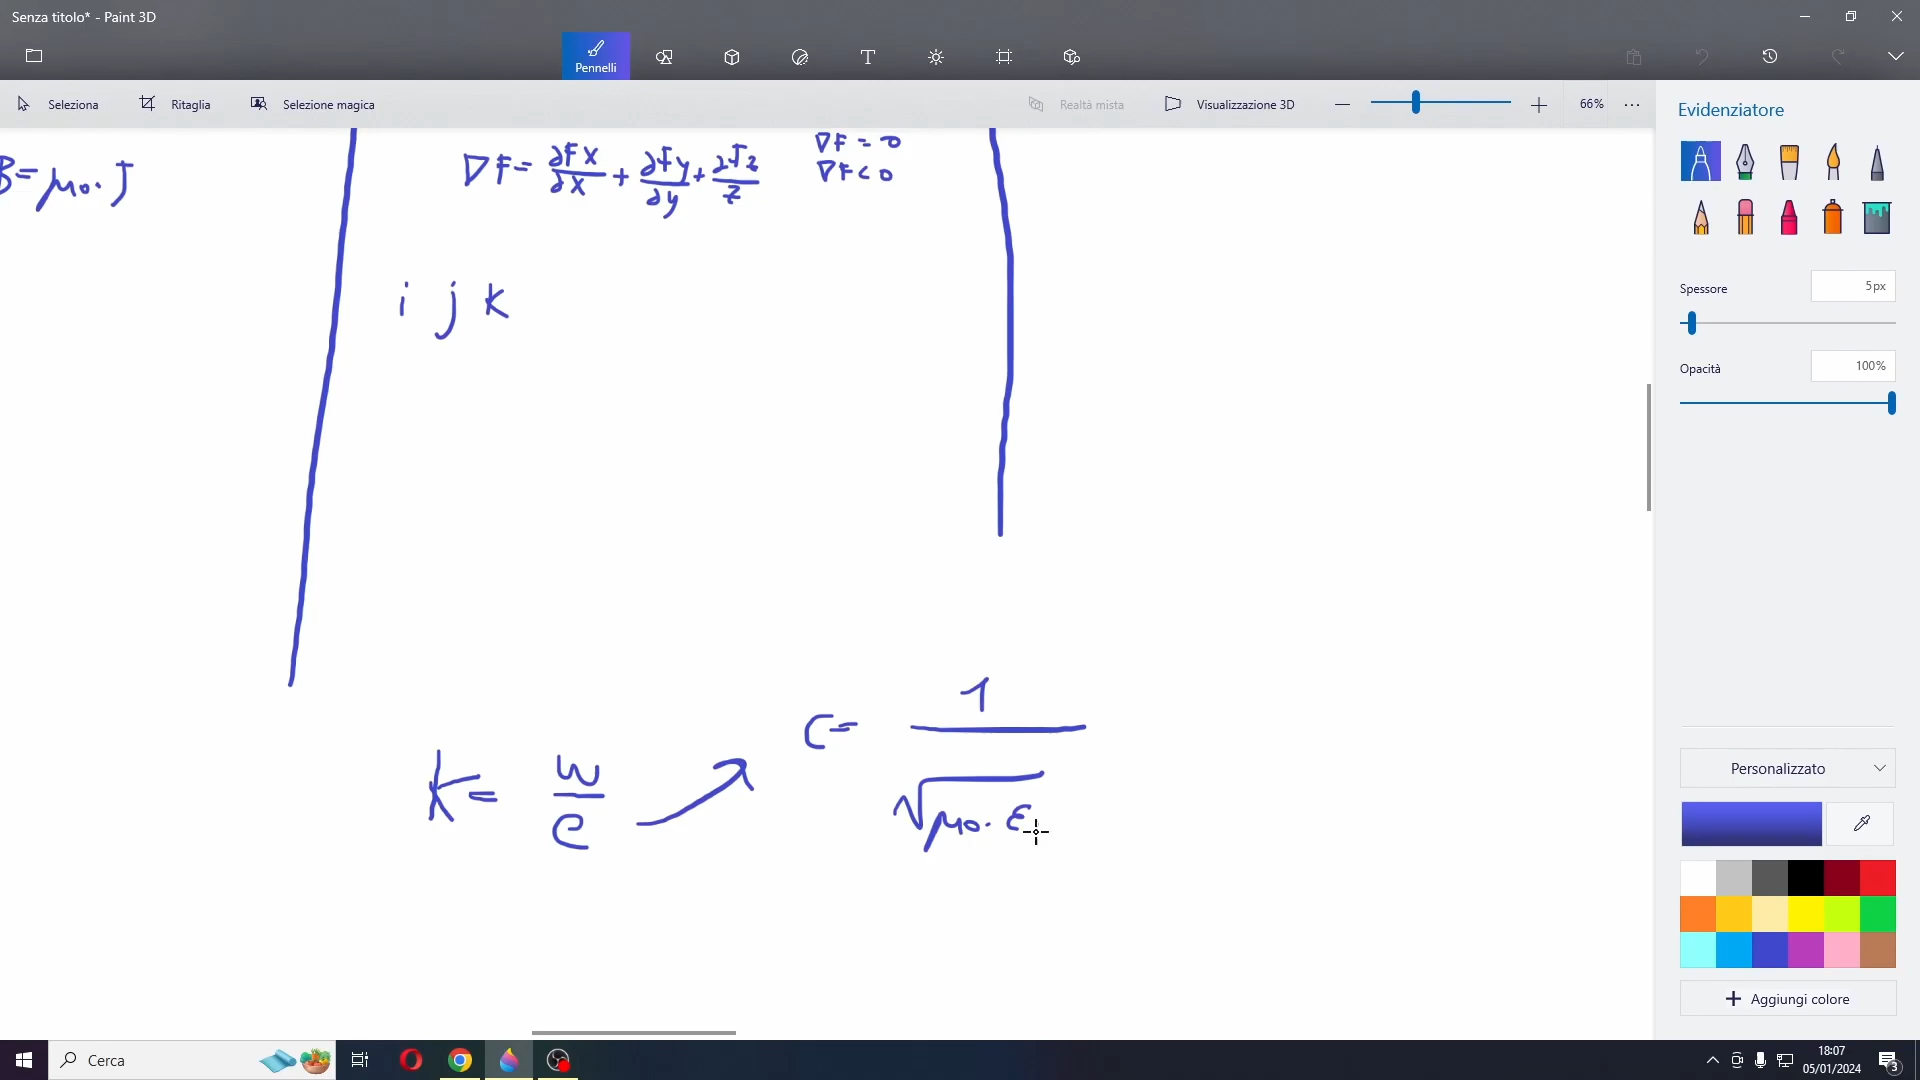 Senza titolo* - Paint 3D
Pennelli
Seleziona Ritaglia Selezione magica Realtà mista Visualizzazione 3D 66%
Evidenziatore
Spessore 5px
Opacità 100%
Personalizzato
Aggiungi colore
B= μo. J
∇F = ∂Fx/∂x + ∂Fy/∂y + ∂Fz/z
∇F = 0
∇F < 0
i j k
K= w/c
c= 1/√μo. ε
Cerca
18:07
05/01/2024
3